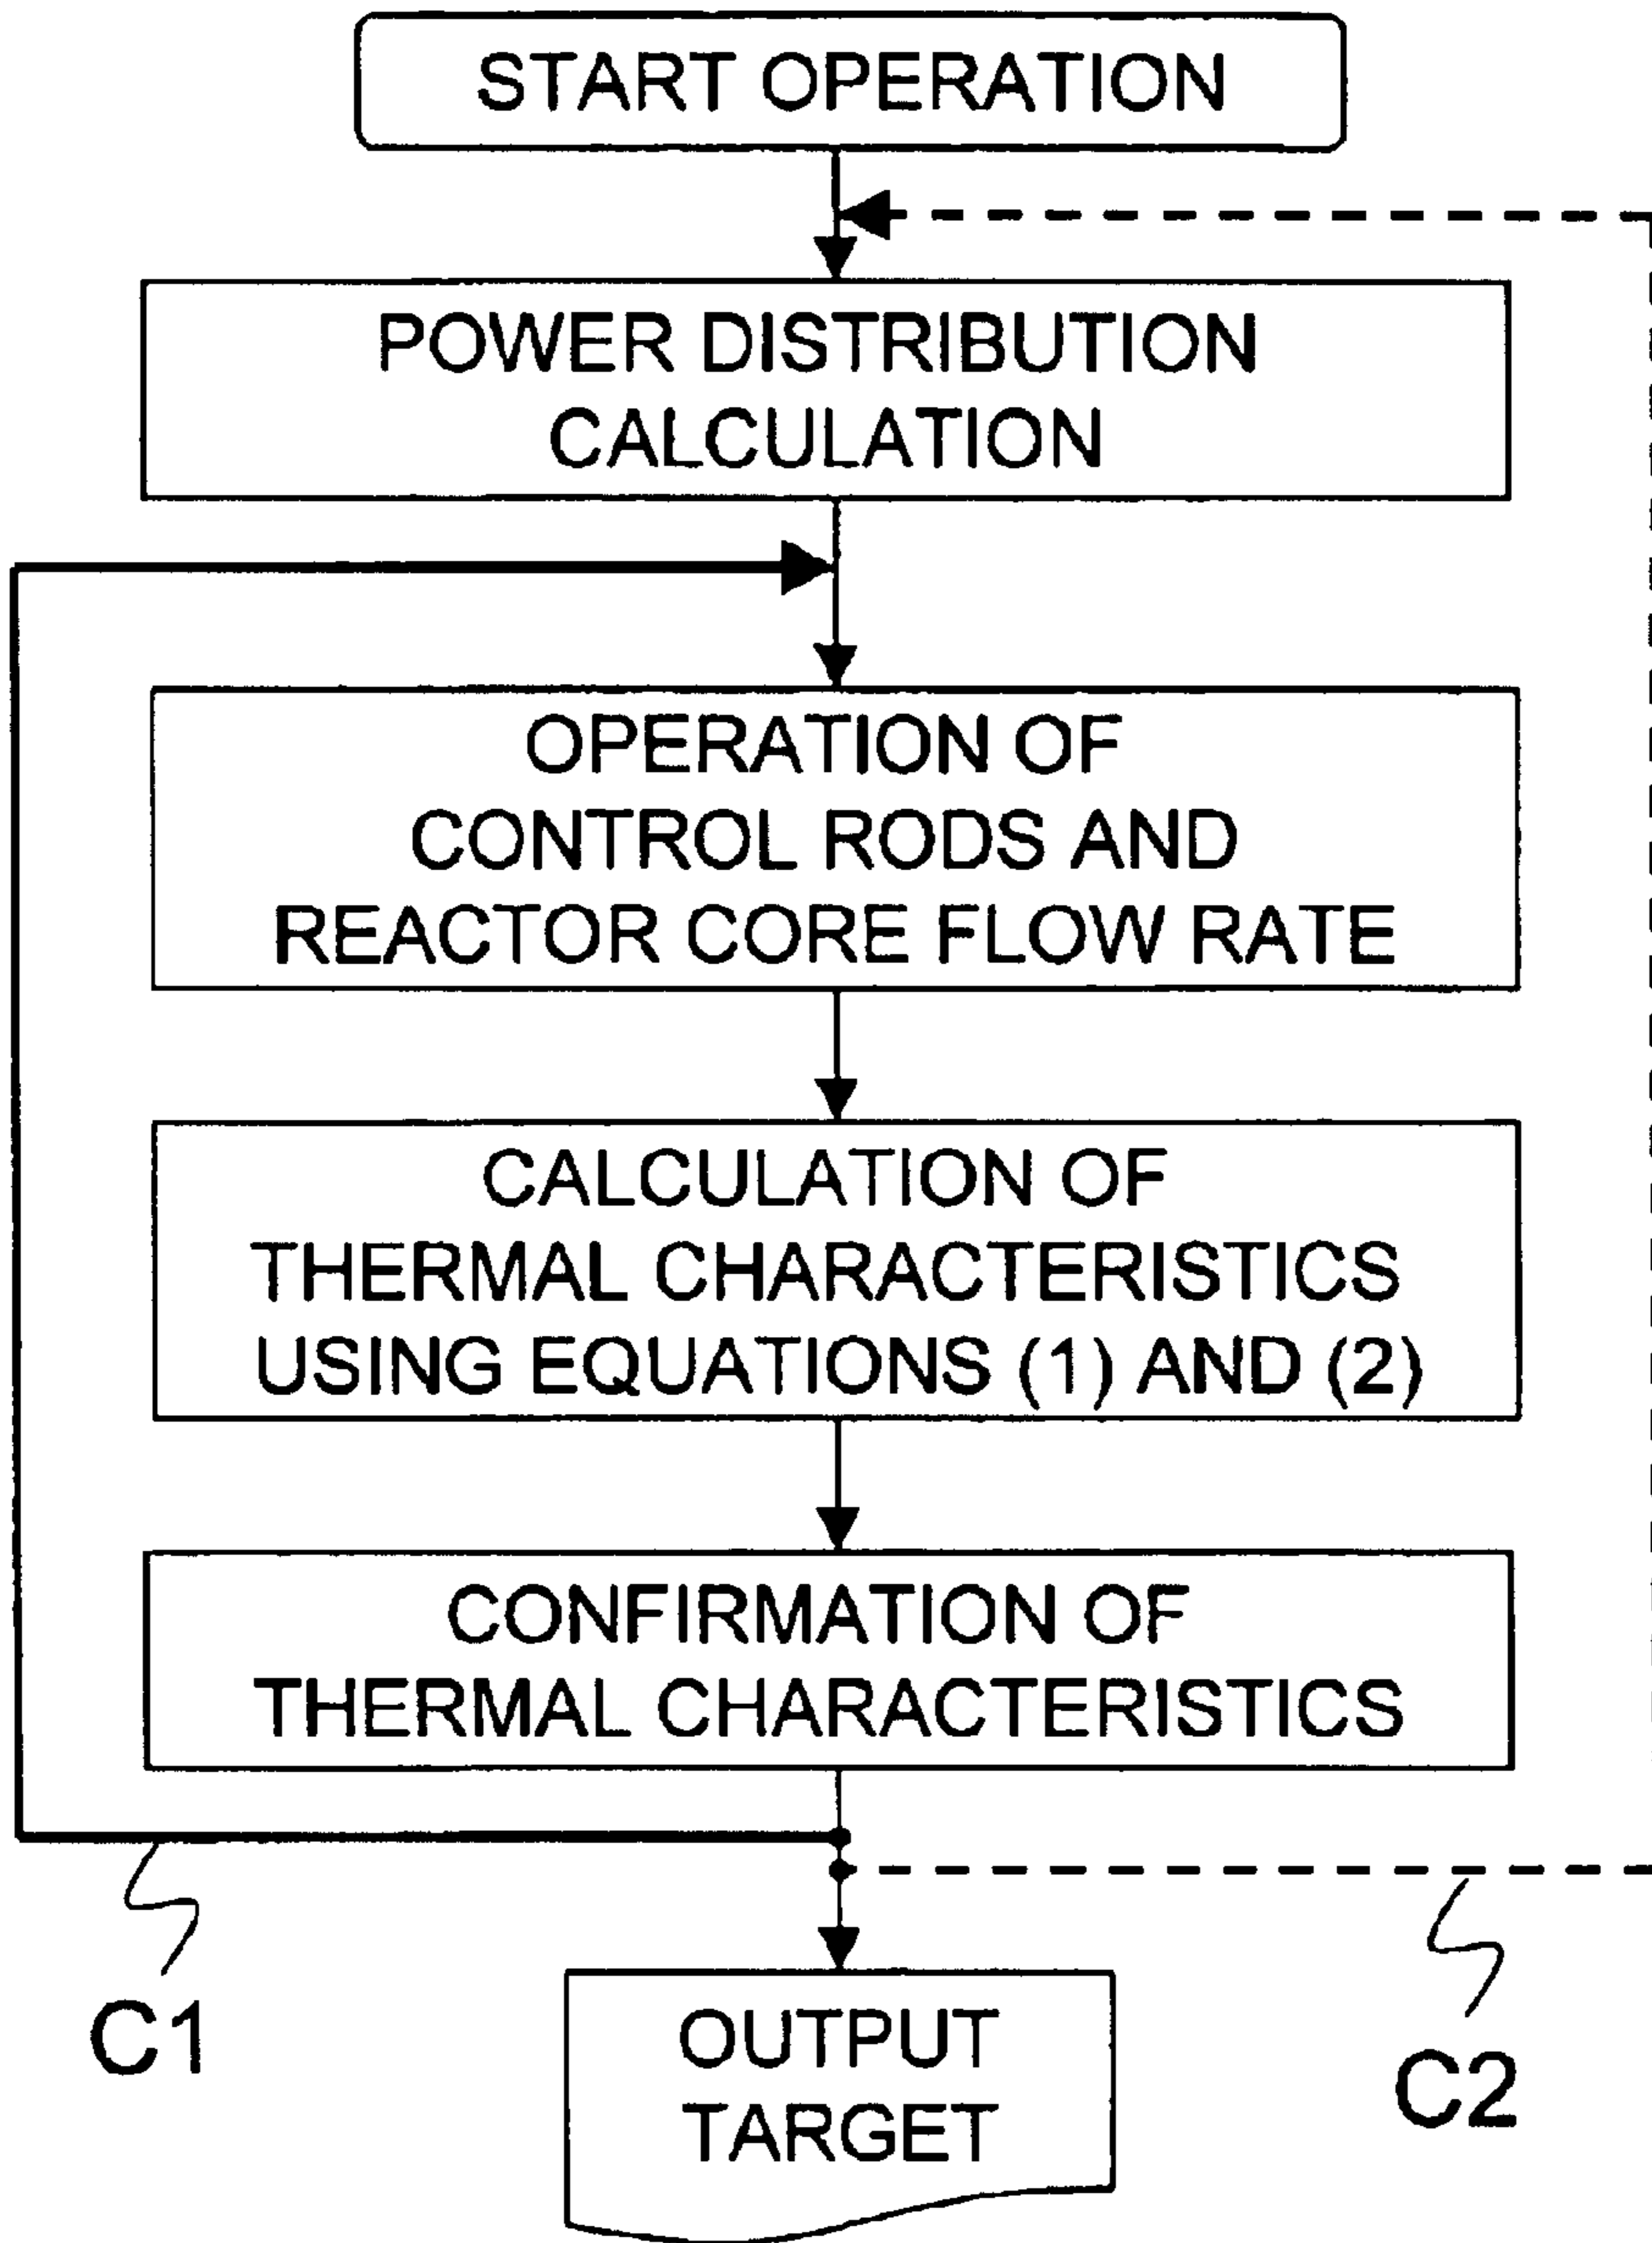 START OPERATION
POWER DISTRIBUTION
CALCULATION
OPERATION OF
CONTROL RODS AND
REACTOR CORE FLOW RATE
CALCULATION OF
THERMAL CHARACTERISTICS
USING EQUATIONS (1) AND (2)
CONFIRMATION OF
THERMAL CHARACTERISTICS
C1
OUTPUT
TARGET
C2